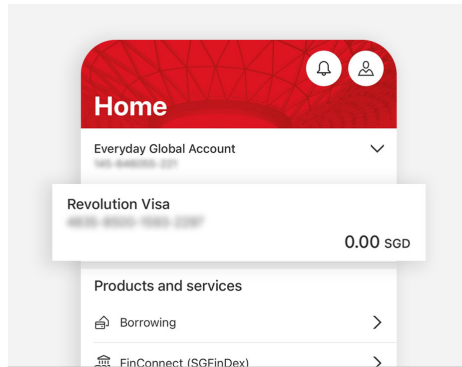 Home
Everyday Global Account
Revolution Visa
0.00 SGD
Products and services
Borrowing
FinConnect (SGFinDex)